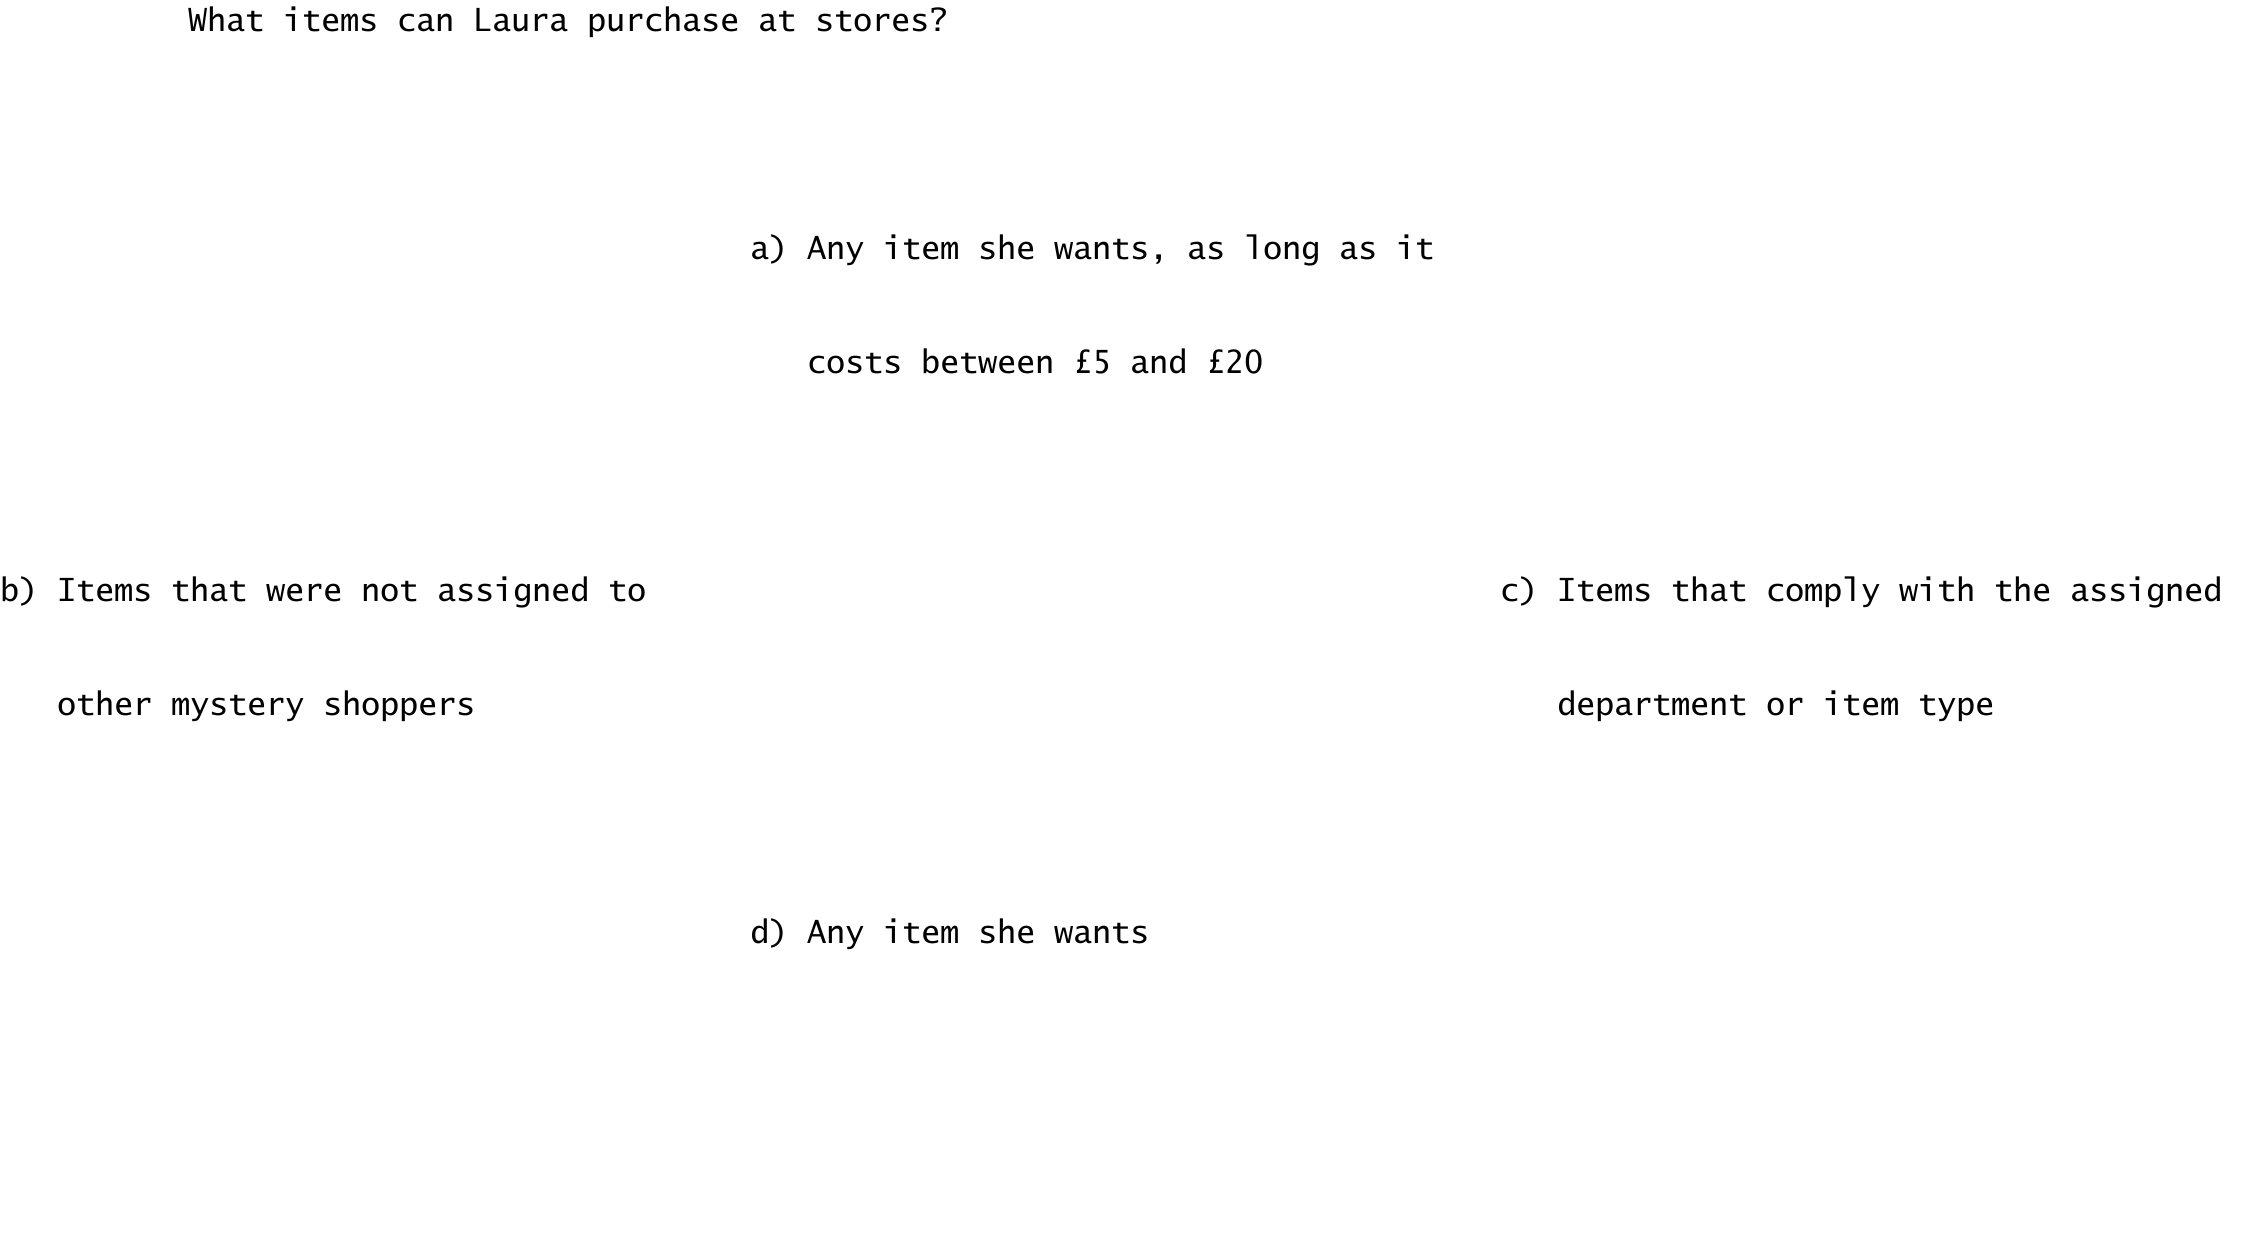 What items can Laura purchase at stores?
a) Any item she wants, as long as it
costs between £5 and £20
b) Items that were not assigned to
other mystery shoppers
c) Items that comply with the assigned
department or item type
d) Any item she wants